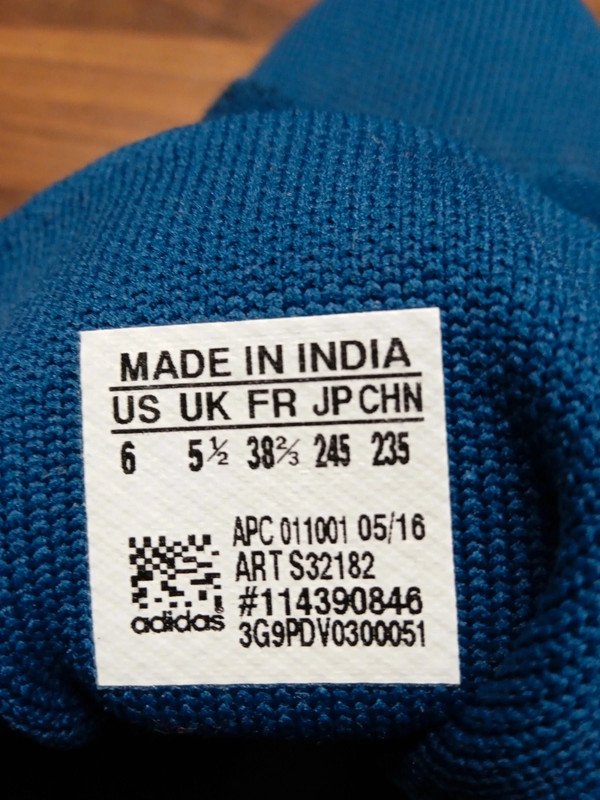 MADE IN INDIA
US UK FR JP CHN
6 5½ 38⅔ 245 235
APC 011001 05/16
ART S32182
#114390846
adidas
3G9PDV0300051